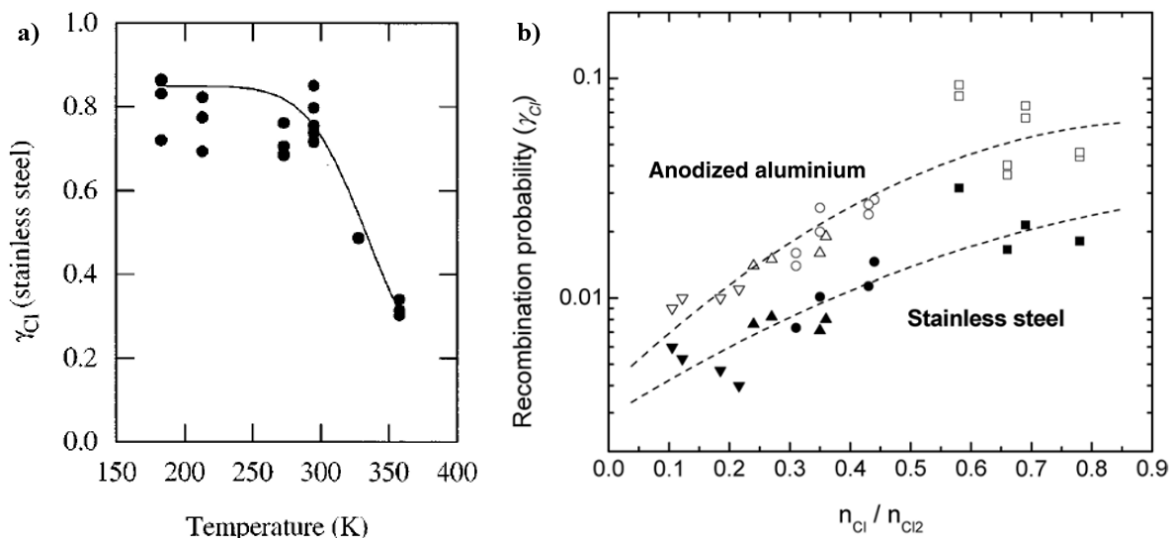 a)
γCl (stainless steel)
1.0
0.8
0.6
0.4
0.2
0.0
150 200 250 300 350 400
Temperature (K)
b)
Recombination probability (γCl)
0.1
0.01
Anodized aluminium
Stainless steel
0.0 0.1 0.2 0.3 0.4 0.5 0.6 0.7 0.8 0.9
nCl / nCl2